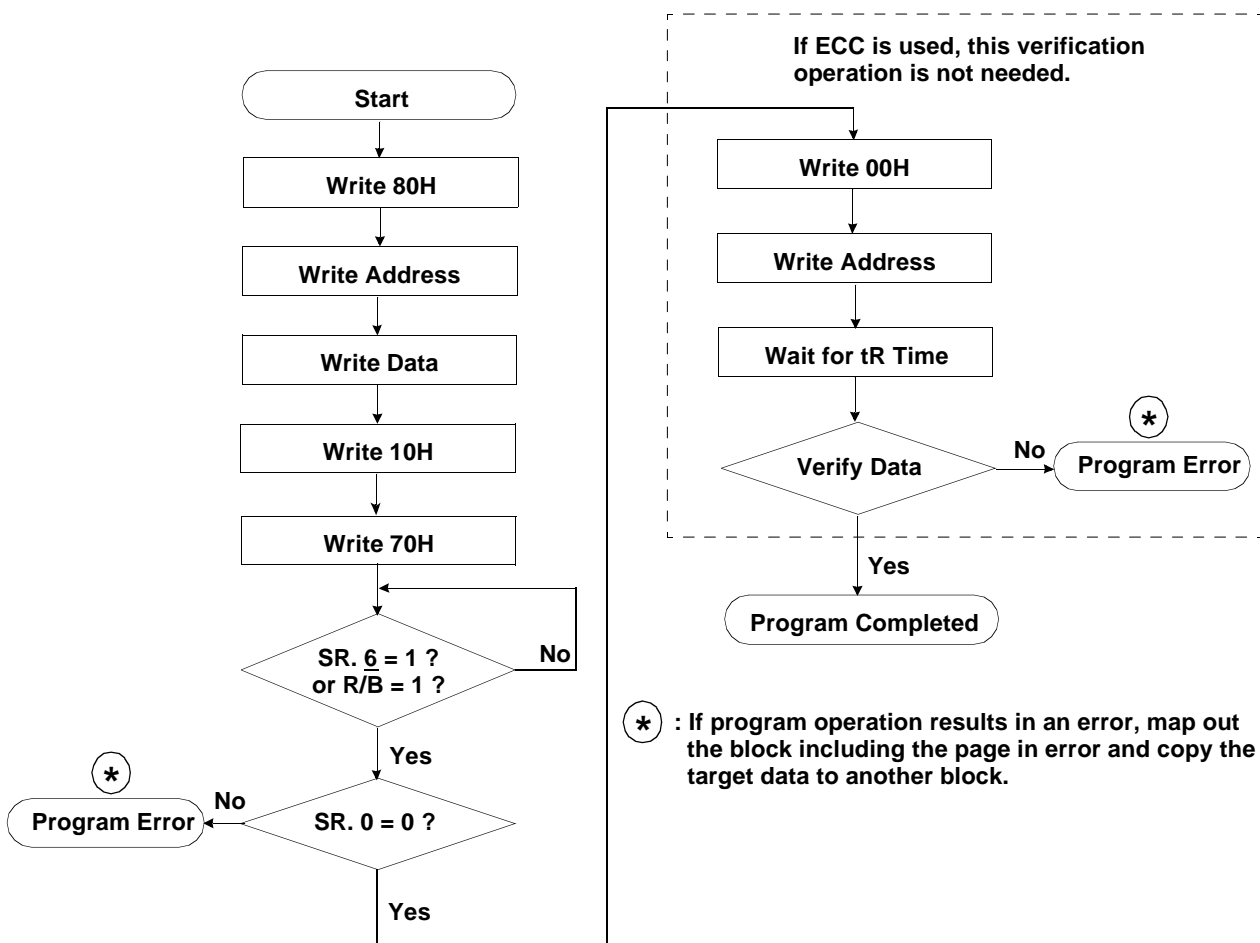 Start
Write 80H
Write Address
Write Data
Write 10H
Write 70H
SR. 6 = 1 ?
or R/B̅ = 1 ?
No
Yes
SR. 0 = 0 ?
No
*
Program Error
Yes
If ECC is used, this verification
operation is not needed.
Write 00H
Write Address
Wait for tR Time
Verify Data
No
*
Program Error
Yes
Program Completed
* : If program operation results in an error, map out
the block including the page in error and copy the
target data to another block.